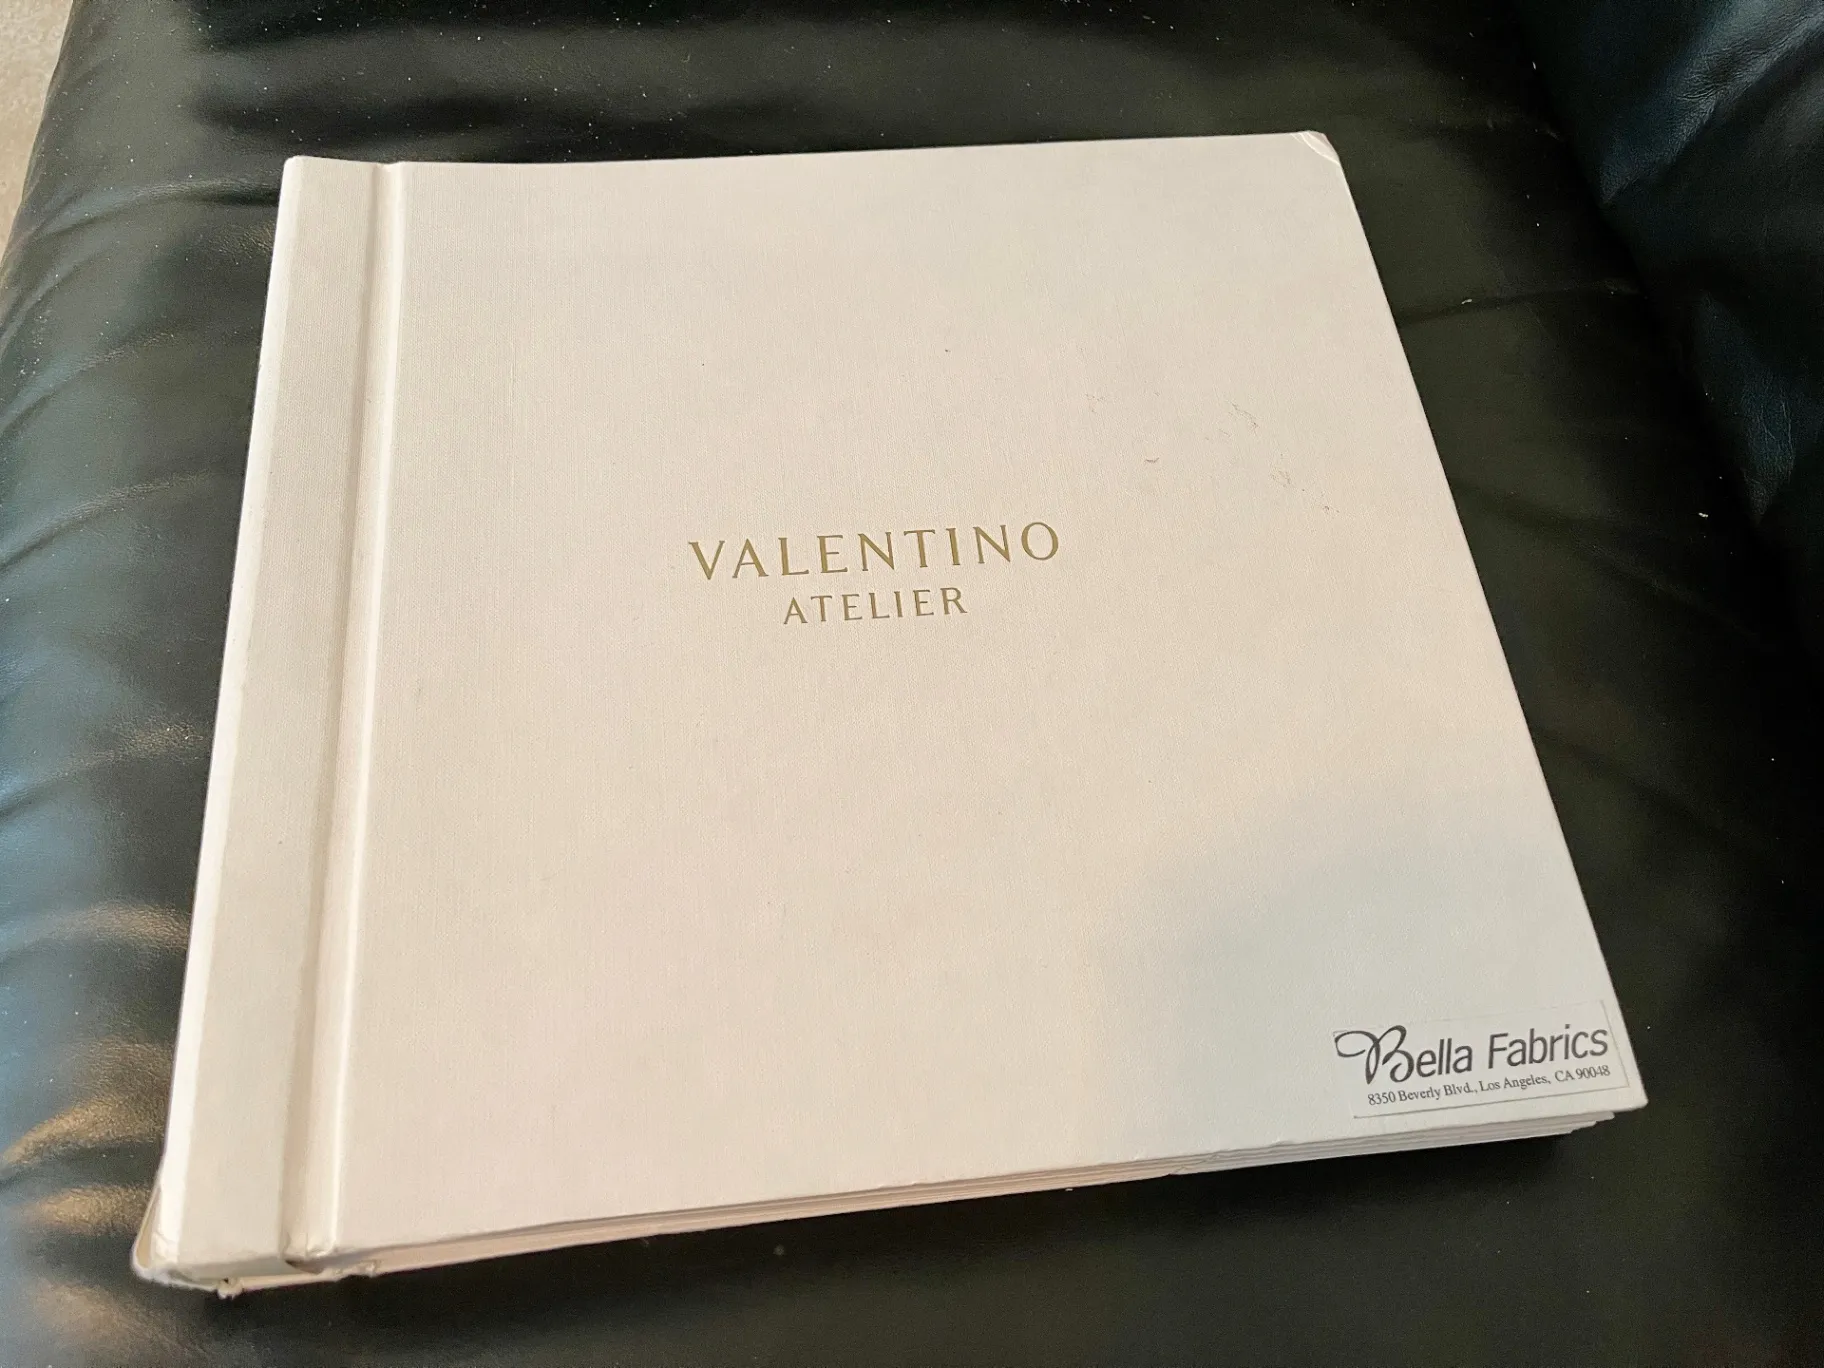 VALENTINO
ATELIER
Bella Fabrics
8350 Beverly Blvd., Los Angeles, CA 90048